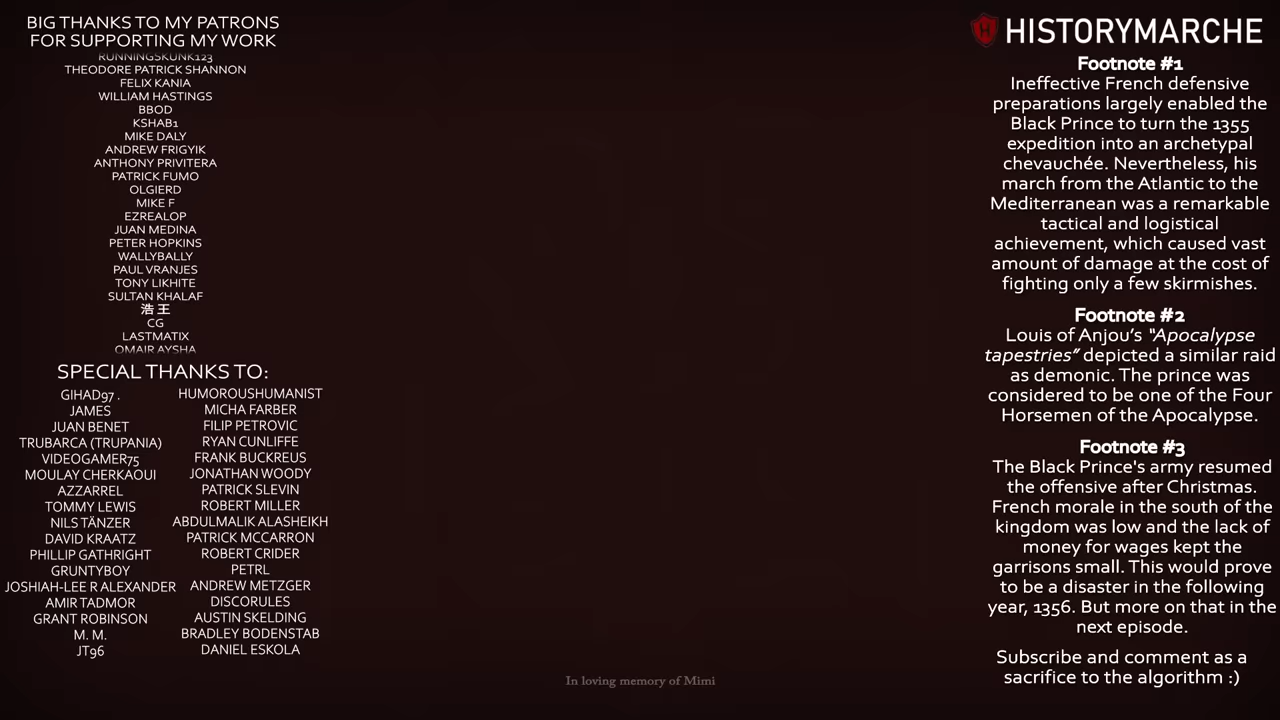 BIG THANKS TO MY PATRONS
FOR SUPPORTING MY WORK
RUNNINGSKUNK123
THEODORE PATRICK SHANNON
FELIX KANIA
WILLIAM HASTINGS
BBOD
KSHAB1
MIKE DALY
ANDREW FRIGYIK
ANTHONY PRIVITERA
PATRICK FUMO
OLGIERD
MIKE F
EZREALOP
JUAN MEDINA
PETER HOPKINS
WALLYBALLY
PAUL VRANJES
TONY LIKHITE
SULTAN KHALAF
浩 王
CG
LASTMATIX
OMAIR AYSHA
SPECIAL THANKS TO:
GIHAD97 .
JAMES
JUAN BENET
TRUBARCA (TRUPANIA)
VIDEOGAMER75
MOULAY CHERKAOUI
AZZARREL
TOMMY LEWIS
NILS TÄNZER
DAVID KRAATZ
PHILLIP GATHRIGHT
GRUNTYBOY
JOSHIAH-LEE R ALEXANDER
AMIR TADMOR
GRANT ROBINSON
M. M.
JT96
HUMOROUSHUMANIST
MICHA FARBER
FILIP PETROVIC
RYAN CUNLIFFE
FRANK BUCKREUS
JONATHAN WOODY
PATRICK SLEVIN
ROBERT MILLER
ABDULMALIK ALASHEIKH
PATRICK MCCARRON
ROBERT CRIDER
PETRL
ANDREW METZGER
DISCORULES
AUSTIN SKELDING
BRADLEY BODENSTAB
DANIEL ESKOLA
In loving memory of Mimi
HISTORYMARCHE
Footnote #1
Ineffective French defensive
preparations largely enabled the
Black Prince to turn the 1355
expedition into an archetypal
chevauchée. Nevertheless, his
march from the Atlantic to the
Mediterranean was a remarkable
tactical and logistical
achievement, which caused vast
amount of damage at the cost of
fighting only a few skirmishes.
Footnote #2
Louis of Anjou's "Apocalypse
tapestries" depicted a similar raid
as demonic. The prince was
considered to be one of the Four
Horsemen of the Apocalypse.
Footnote #3
The Black Prince's army resumed
the offensive after Christmas.
French morale in the south of the
kingdom was low and the lack of
money for wages kept the
garrisons small. This would prove
to be a disaster in the following
year, 1356. But more on that in the
next episode.
Subscribe and comment as a
sacrifice to the algorithm :)